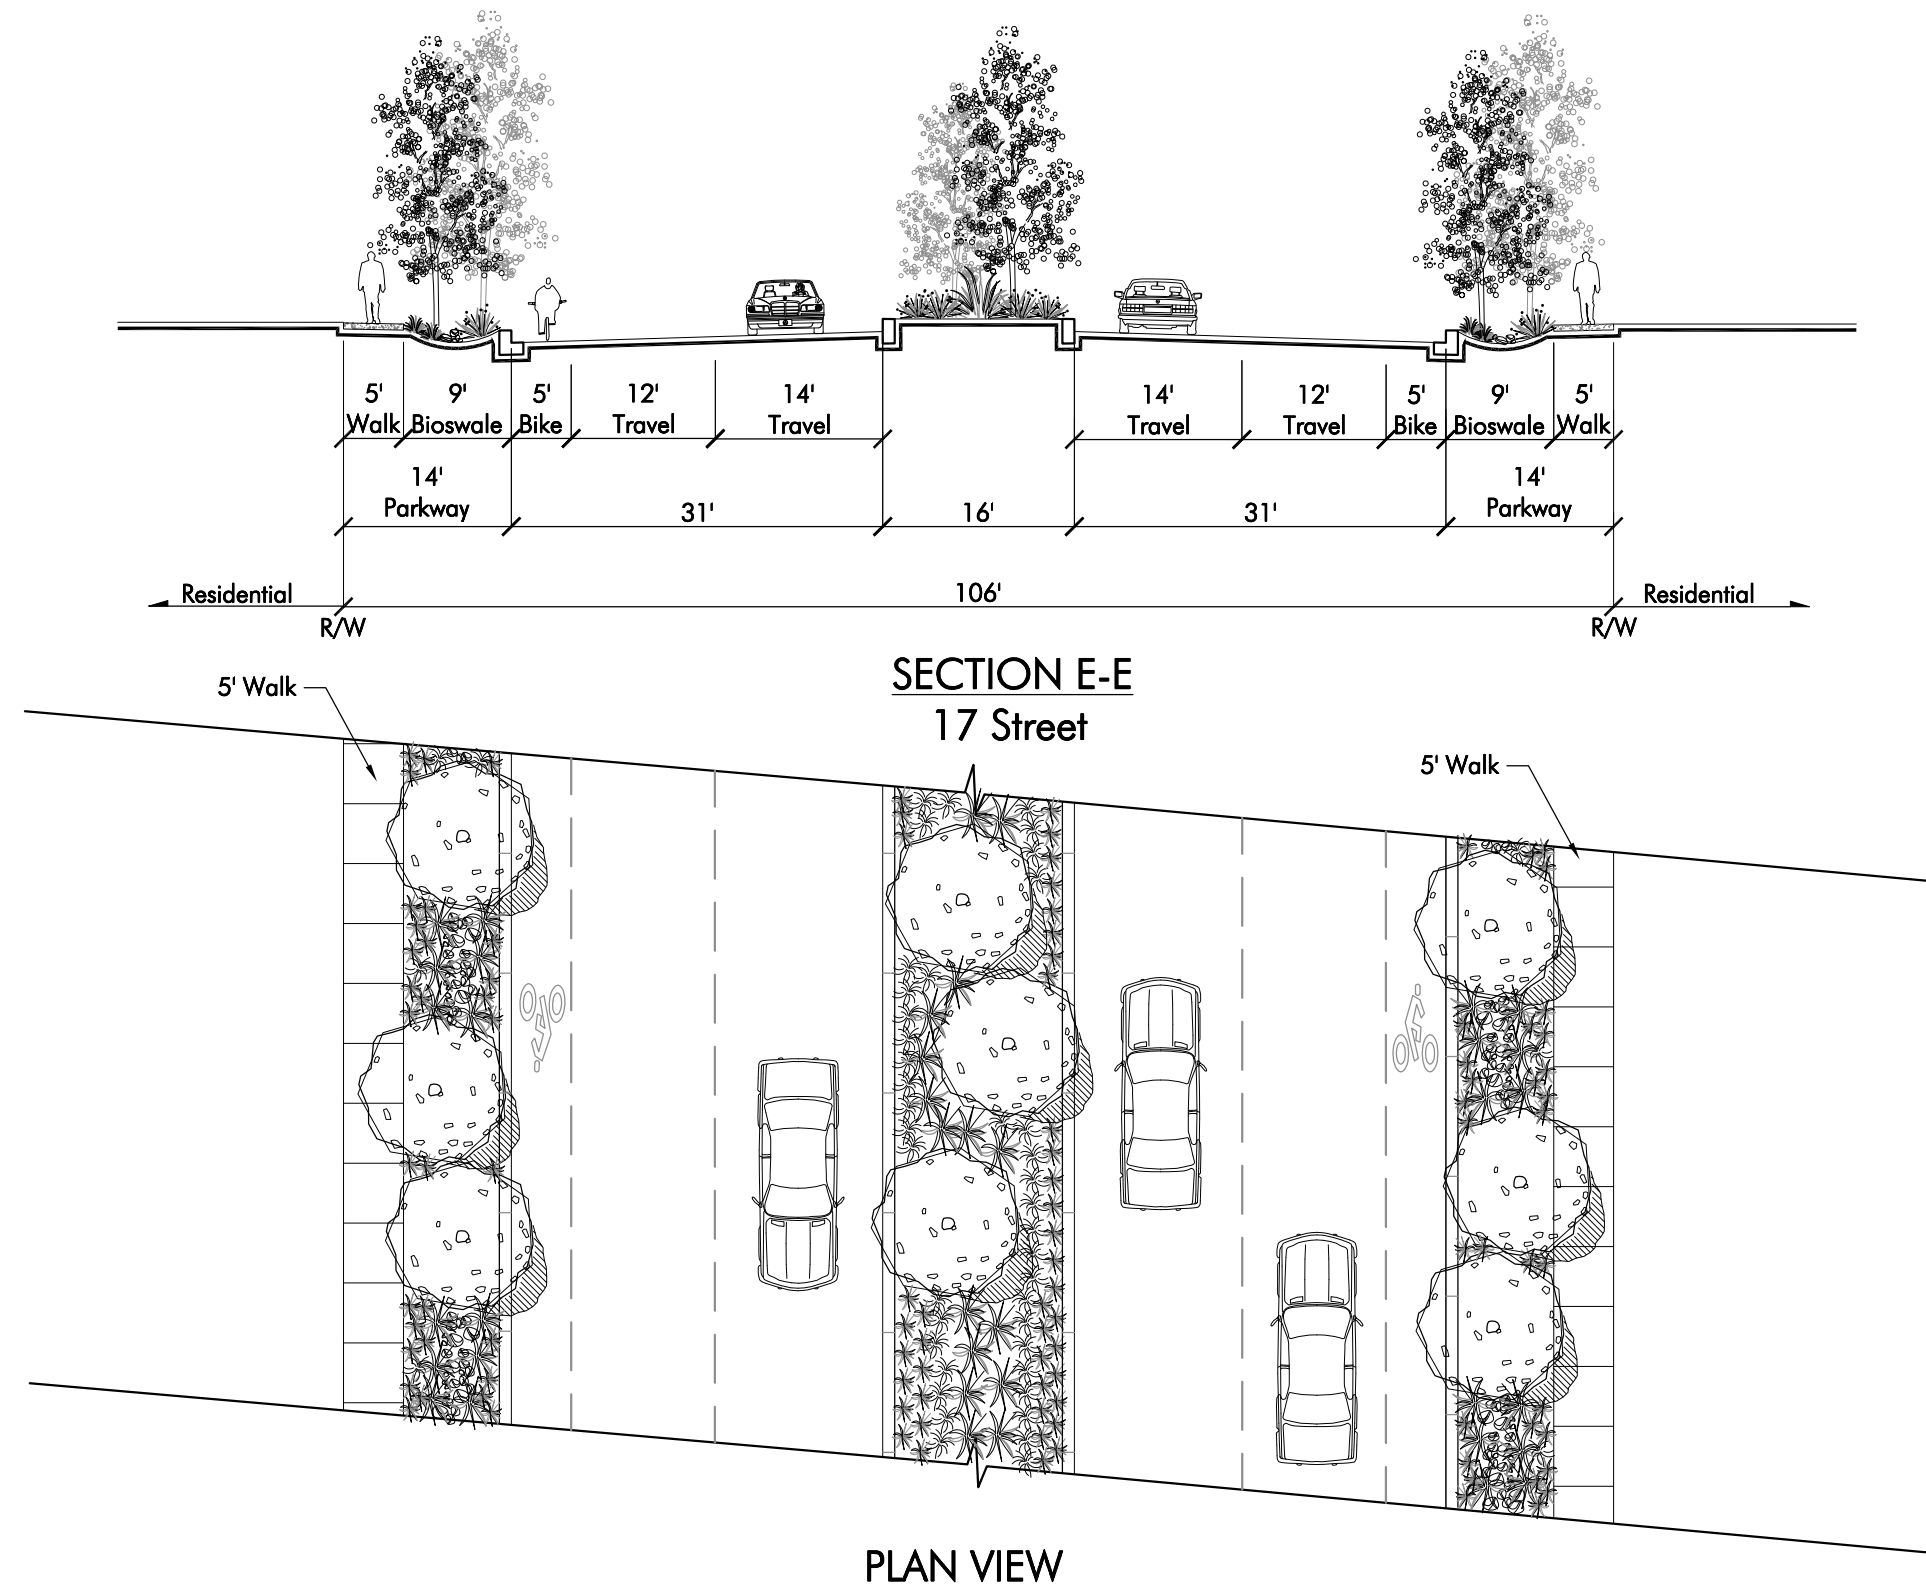 5' 9' 5' 12' 14' 14' 12' 5' 9' 5'
Walk Bioswale Bike Travel Travel Travel Travel Bike Bioswale Walk
14' 14'
Parkway 31' 16' 31' Parkway
Residential 106' Residential
R/W R/W
SECTION E-E
17 Street
5' Walk
5' Walk
PLAN VIEW